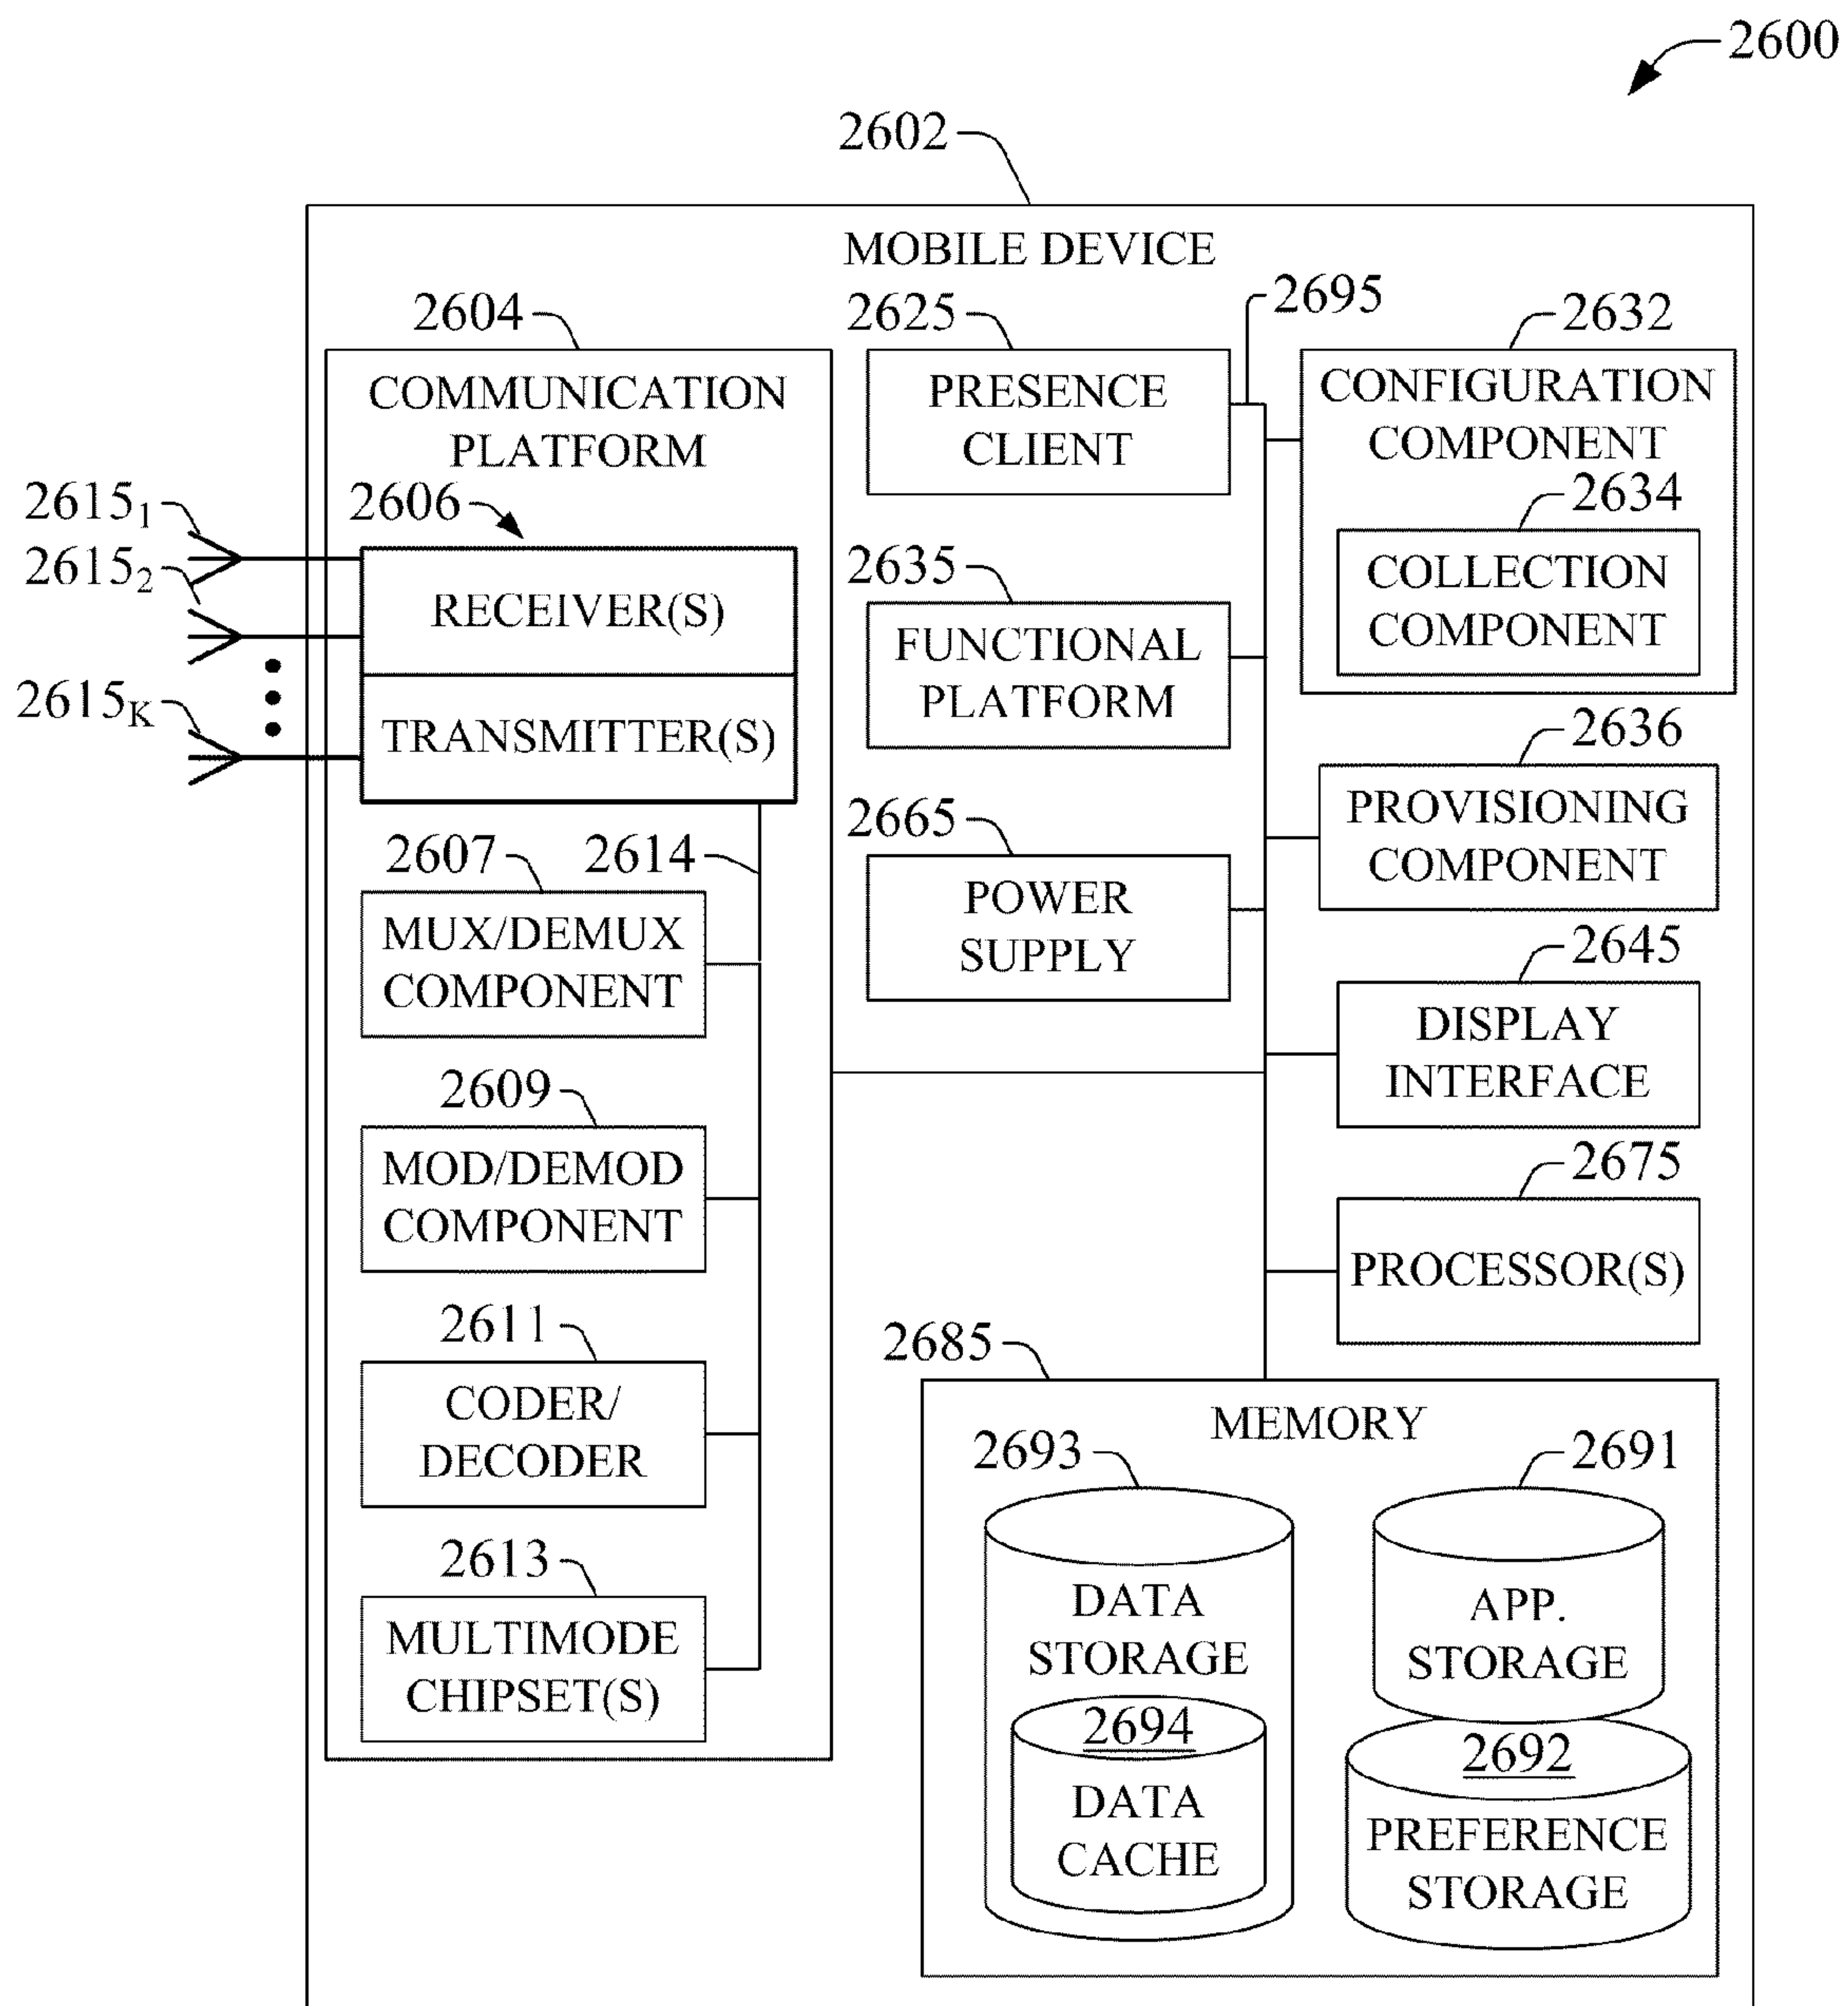 2600
2602
MOBILE DEVICE
2695
2604
2625
2632
COMMUNICATION
PLATFORM
PRESENCE
CLIENT
CONFIGURATION
COMPONENT
2634
COLLECTION
COMPONENT
2606
2615₁
2615₂
2615K
RECEIVER(S)
TRANSMITTER(S)
2635
FUNCTIONAL
PLATFORM
2636
PROVISIONING
COMPONENT
2665
POWER
SUPPLY
2607
2614
MUX/DEMUX
COMPONENT
2645
DISPLAY
INTERFACE
2609
MOD/DEMOD
COMPONENT
2675
PROCESSOR(S)
2611
CODER/
DECODER
2613
MULTIMODE
CHIPSET(S)
2685
MEMORY
2693
DATA
STORAGE
2694
DATA
CACHE
2691
APP.
STORAGE
2692
PREFERENCE
STORAGE